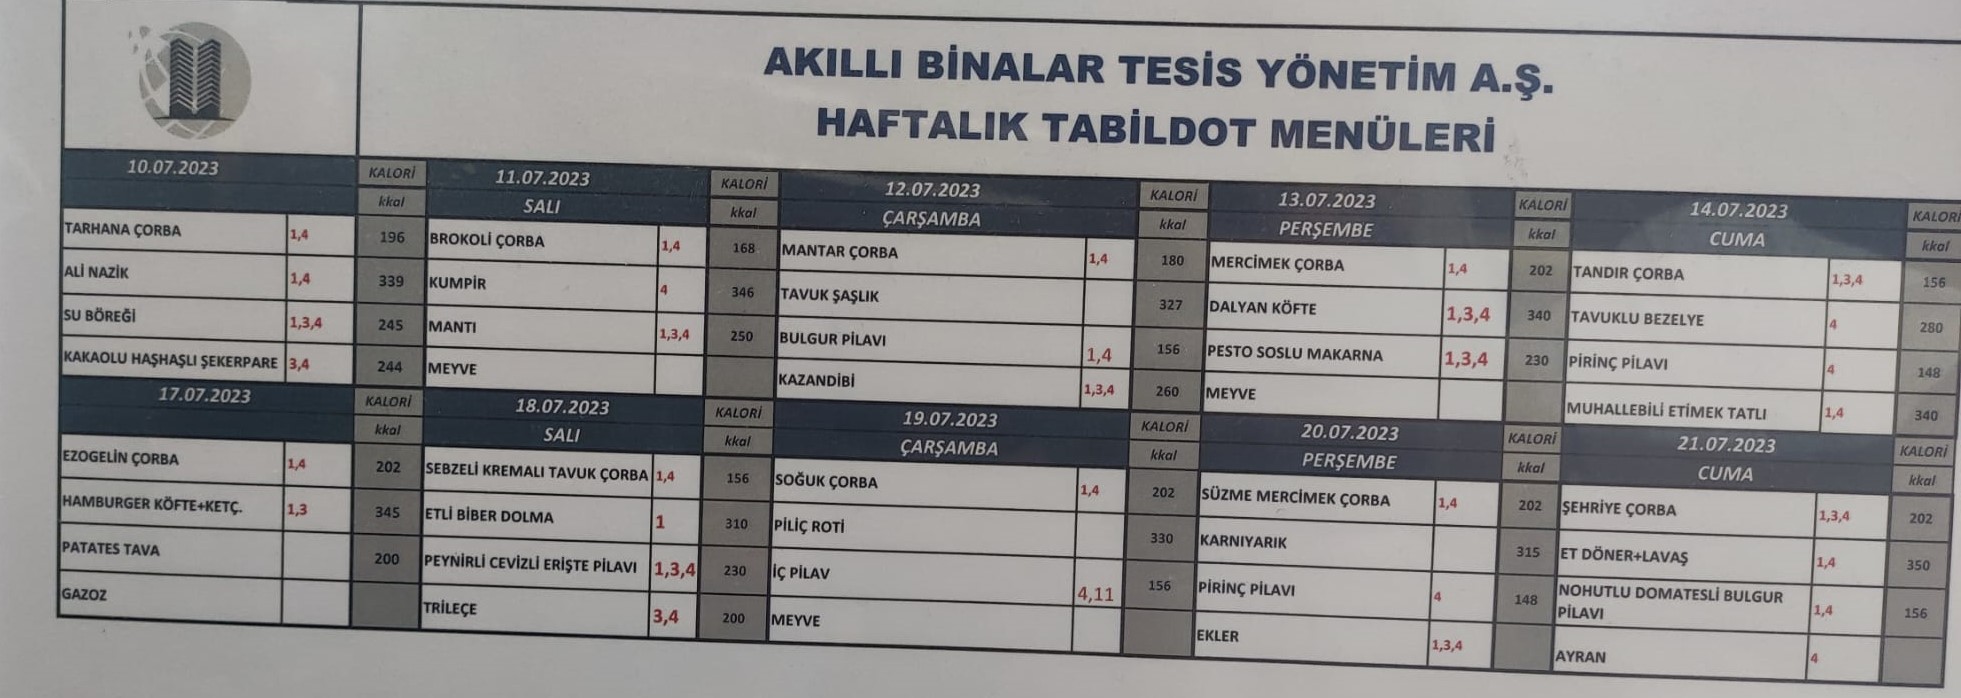 AKILLI BİNALAR TESİS YÖNETİM A.Ş.
HAFTALIK TABİLDOT MENÜLERİ
10.07.2023 KALORİ 11.07.2023 KALORİ 12.07.2023 KALORİ 13.07.2023 KALORİ 14.07.2023 KALORİ
kkal SALI kkal ÇARŞAMBA kkal PERŞEMBE kkal CUMA kkal
TARHANA ÇORBA 1,4 196 BROKOLİ ÇORBA 1,4 168 MANTAR ÇORBA 1,4 180 MERCİMEK ÇORBA 1,4 202 TANDIR ÇORBA 1,3,4 156
ALİ NAZİK 1,4 339 KUMPİR 4 346 TAVUK ŞAŞLIK 327 DALYAN KÖFTE 1,3,4 340 TAVUKLU BEZELYE 4 280
SU BÖREĞİ 1,3,4 245 MANTI 1,3,4 250 BULGUR PİLAVI 1,4 156 PESTO SOSLU MAKARNA 1,3,4 230 PİRİNÇ PİLAVI 4 148
KAKAOLU HAŞHAŞLI ŞEKERPARE 3,4 244 MEYVE KAZANDİBİ 1,3,4 260 MEYVE MUHALLEBİLİ ETİMEK TATLI 1,4 340
17.07.2023 KALORİ 18.07.2023 KALORİ 19.07.2023 KALORİ 20.07.2023 KALORİ 21.07.2023 KALORİ
kkal SALI kkal ÇARŞAMBA kkal PERŞEMBE kkal CUMA kkal
EZOGELİN ÇORBA 1,4 202 SEBZELİ KREMALI TAVUK ÇORBA 1,4 156 SOĞUK ÇORBA 1,4 202 SÜZME MERCİMEK ÇORBA 1,4 202 ŞEHRİYE ÇORBA 1,3,4 202
HAMBURGER KÖFTE+KETÇ. 1,3 345 ETLİ BİBER DOLMA 1 310 PİLİÇ ROTİ 330 KARNIYARIK 315 ET DÖNER+LAVAŞ 1,4 350
PATATES TAVA 200 PEYNİRLİ CEVİZLİ ERİŞTE PİLAVI 1,3,4 230 İÇ PİLAV 4,11 156 PİRİNÇ PİLAVI 4 148 NOHUTLU DOMATESLİ BULGUR
PİLAVI 1,4 156
GAZOZ TRİLEÇE 3,4 200 MEYVE EKLER 1,3,4 AYRAN 4